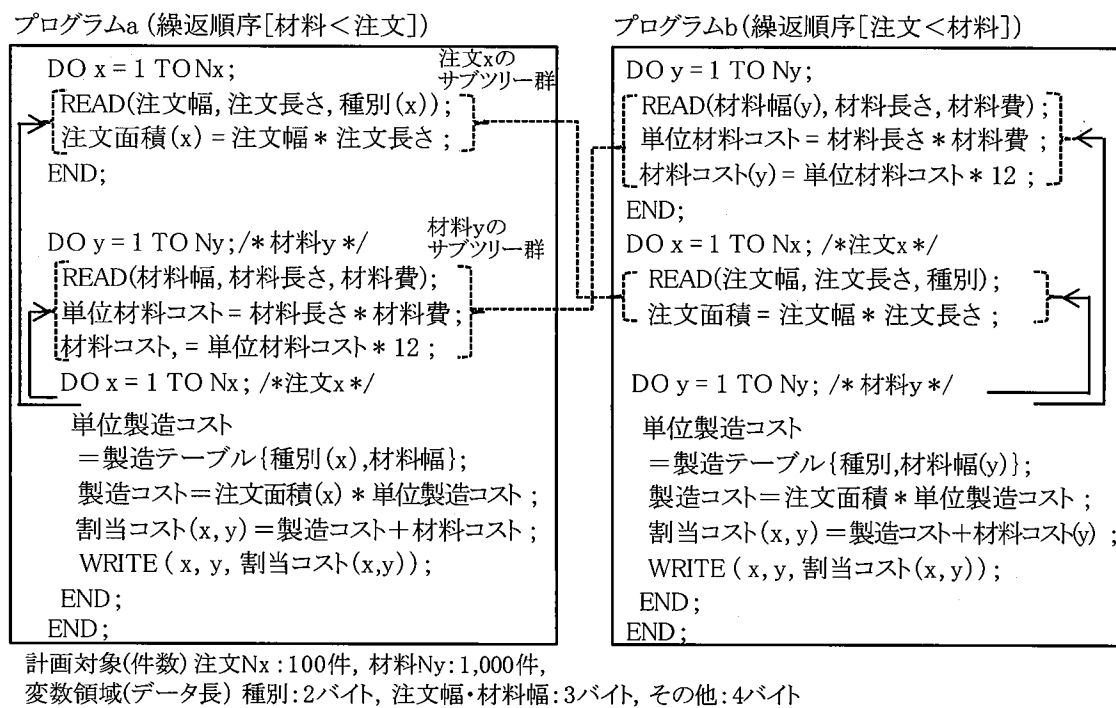 プログラムa (繰返順序[材料＜注文])
DO x = 1 TO Nx;
注文xの
サブツリー群
READ(注文幅, 注文長さ, 種別(x));
注文面積(x) = 注文幅 * 注文長さ ;
END;
DO y = 1 TO Ny; /* 材料y */
材料yの
サブツリー群
READ(材料幅, 材料長さ, 材料費);
単位材料コスト= 材料長さ * 材料費 ;
材料コスト, = 単位材料コスト * 12 ;
DO x = 1 TO Nx; /*注文x */
単位製造コスト
＝製造テーブル{種別(x),材料幅};
製造コスト＝注文面積(x) * 単位製造コスト ;
割当コスト(x, y)＝製造コスト＋材料コスト ;
WRITE ( x, y, 割当コスト(x,y));
END;
END;
プログラムb (繰返順序[注文＜材料])
DO y = 1 TO Ny;
READ(材料幅(y), 材料長さ, 材料費) ;
単位材料コスト= 材料長さ * 材料費 ;
材料コスト(y) = 単位材料コスト * 12 ;
END;
DO x = 1 TO Nx; /*注文x */
READ(注文幅, 注文長さ, 種別);
注文面積 = 注文幅 * 注文長さ ;
DO y = 1 TO Ny; /* 材料y */
単位製造コスト
＝製造テーブル{種別,材料幅(y)};
製造コスト＝注文面積 * 単位製造コスト ;
割当コスト(x, y)＝製造コスト＋材料コスト(y) ;
WRITE ( x, y, 割当コスト(x, y));
END;
END;
計画対象(件数) 注文Nx : 100件, 材料Ny: 1,000件,
変数領域(データ長) 種別: 2バイト, 注文幅・材料幅: 3バイト, その他: 4バイト